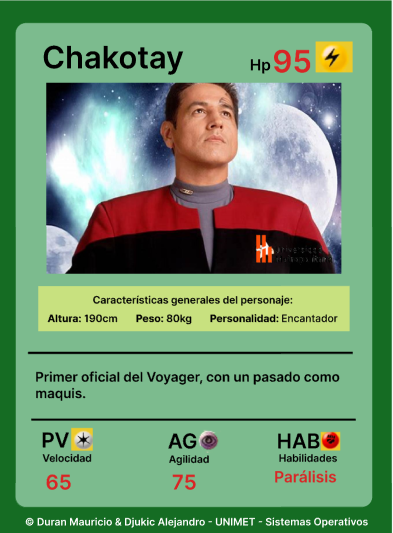 Chakotay
Hp 95
Características generales del personaje:
Altura: 190cm Peso: 80kg Personalidad: Encantador
Primer oficial del Voyager, con un pasado como
maquis.
PV AG HAB
Velocidad Agilidad Habilidades
65 75 Parálisis
© Duran Mauricio & Djukic Alejandro - UNIMET - Sistemas Operativos